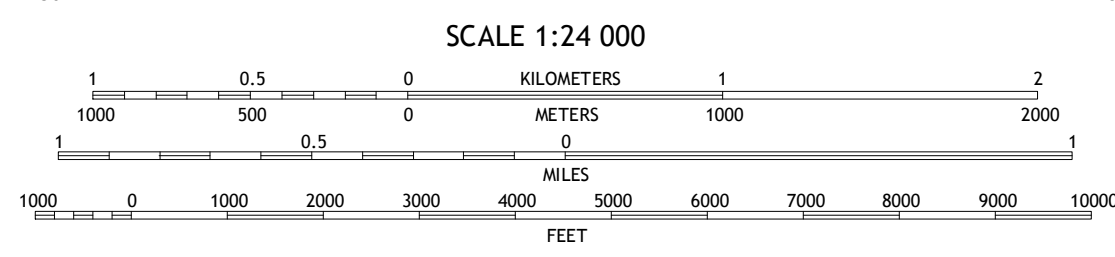 SCALE 1:24 000
1 0.5 0 KILOMETERS 1 2
1000 500 0 METERS 1000 2000
1 0.5 0 1
MILES
1000 0 1000 2000 3000 4000 5000 6000 7000 8000 9000 10000
FEET